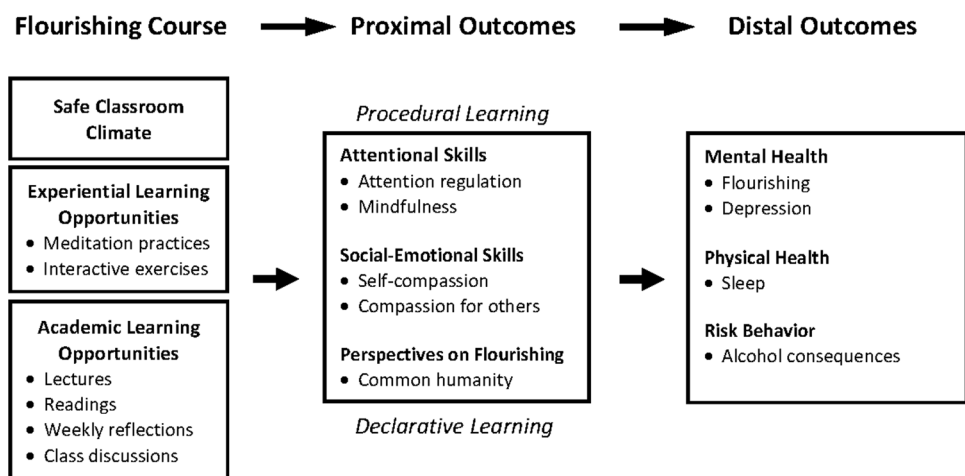 Flourishing Course
Proximal Outcomes
Distal Outcomes
Safe Classroom
Climate
Experiential Learning
Opportunities
• Meditation practices
• Interactive exercises
Academic Learning
Opportunities
• Lectures
• Readings
• Weekly reflections
• Class discussions
Procedural Learning
Attentional Skills
• Attention regulation
• Mindfulness
Social-Emotional Skills
• Self-compassion
• Compassion for others
Perspectives on Flourishing
• Common humanity
Declarative Learning
Mental Health
• Flourishing
• Depression
Physical Health
• Sleep
Risk Behavior
• Alcohol consequences